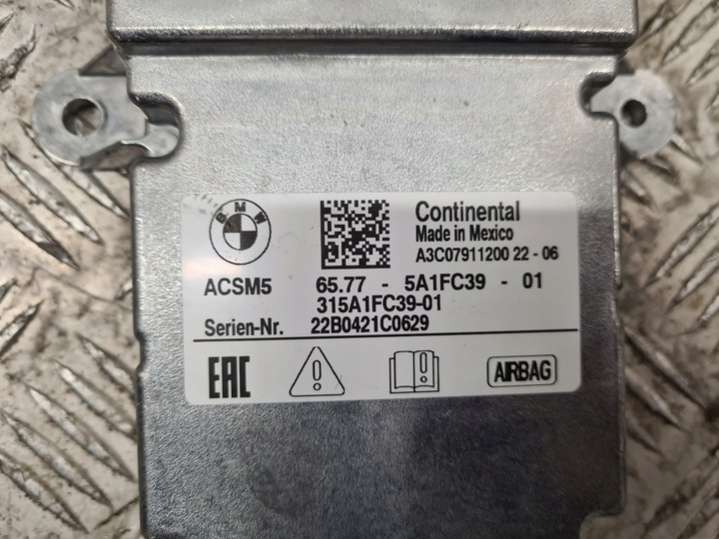 BMW
Continental
Made in Mexico
A3C07911200 22 - 06
ACSM5 65.77 - 5A1FC39 - 01
315A1FC39-01
Serien-Nr. 22B0421C0629
EAC
AIRBAG